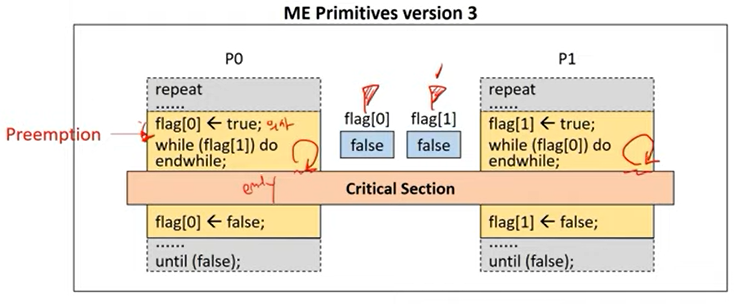 ME Primitives version 3
P0
P1
repeat
......
flag[0] ← true;
while (flag[1]) do
endwhile;
Preemption
flag[0]
flag[1]
false
false
repeat
......
flag[1] ← true;
while (flag[0]) do
endwhile;
Critical Section
flag[0] ← false;
......
until (false);
flag[1] ← false;
......
until (false);